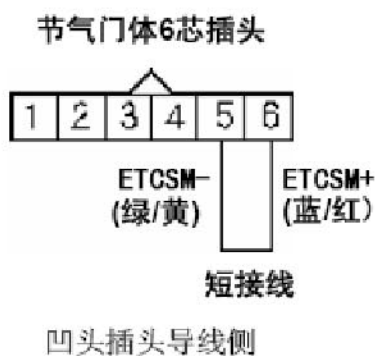 节气门体6芯插头
1 2 3 4 5 6
ETCSM- ETCSM+
(绿/黄) (蓝/红)
短接线
凹头插头导线侧